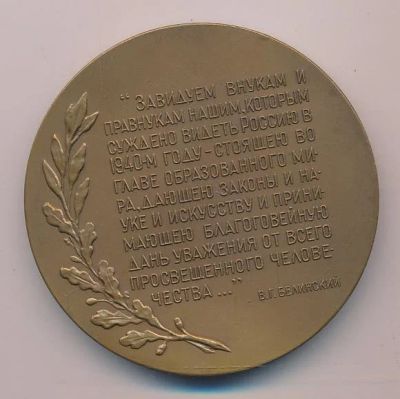 " ЗАВИДУЕМ ВНУКАМ И
ПРАВНУКАМ НАШИМ, КОТОРЫМ
СУЖДЕНО ВИДЕТЬ РОССИЮ В
1940-М ГОДУ - СТОЯЩЕЮ ВО
ГЛАВЕ ОБРАЗОВАННОГО МИ-
РА, ДАЮЩЕЮ ЗАКОНЫ И НА-
УКЕ И ИСКУССТВУ И ПРИНИ-
МАЮЩЕЮ БЛАГОГОВЕЙНУЮ
ДАНЬ УВАЖЕНИЯ ОТ ВСЕГО
ПРОСВЕЩЕННОГО ЧЕЛОВЕ-
ЧЕСТВА ... "
В.Г. БЕЛИНСКИЙ